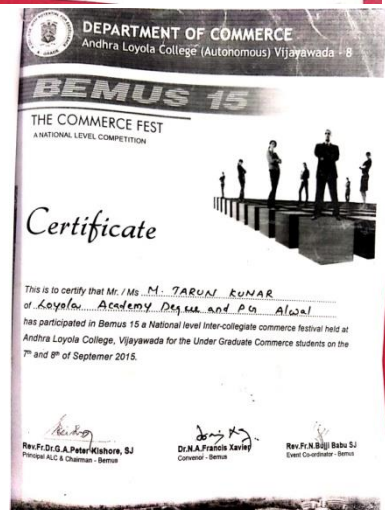 DEPARTMENT OF COMMERCE
Andhra Loyola College (Autonomous) Vijayawada - 8
BEMUS 15
THE COMMERCE FEST
A NATIONAL LEVEL COMPETITION
Certificate
This is to certify that Mr. / Ms M. TARUN KUNAR
of Loyola Academy Degree and PG Alwal
has participated in Bemus 15 a National level Inter-collegiate commerce festival held at
Andhra Loyola College, Vijayawada for the Under Graduate Commerce students on the
7th and 8th of Septemer 2015.
Rev.Fr.Dr.G.A.Peter Kishore, SJ
Principal ALC & Chairman - Bemus
Dr.N.A.Francis Xavier
Convenor - Bemus
Rev.Fr.N.Bujji Babu SJ
Event Co-ordinator - Bemus